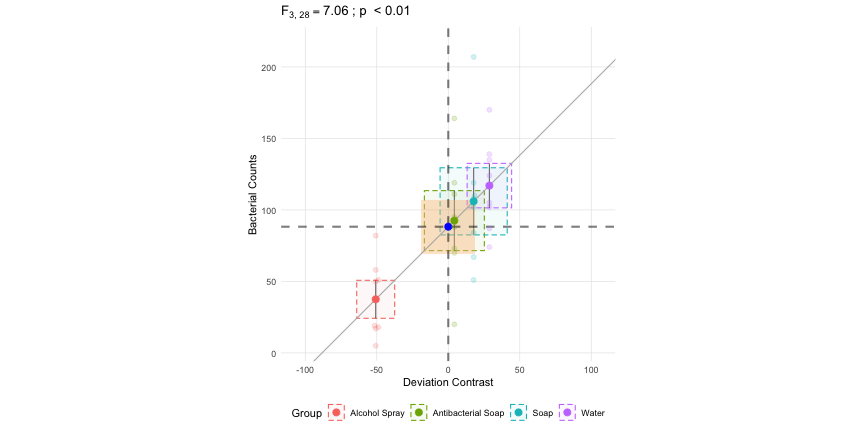 F3, 28 = 7.06 ; p < 0.01
Bacterial Counts
200
150
100
50
0
-100 -50 0 50 100
Deviation Contrast
Group Alcohol Spray Antibacterial Soap Soap Water